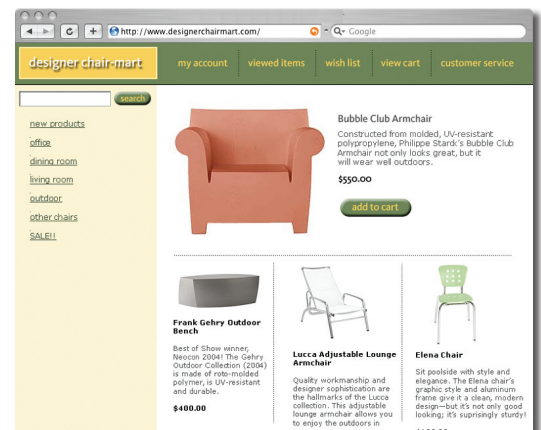 http://www.designerchairmart.com/
Google
designer chair-mart
my account
viewed items
wish list
view cart
customer service
search
new products
office
dining room
living room
outdoor
other chairs
SALE!!
Bubble Club Armchair
Constructed from molded, UV-resistant
polypropylene, Philippe Stark's Bubble Club
Armchair not only looks great, but it
will wear well outdoors.
$550.00
add to cart
Frank Gehry Outdoor
Bench
Best of Show winner,
Neocon 2004! The Gehry
Outdoor Collection (2004)
is made of roto-molded
polymer, is UV-resistant
and durable.
$400.00
Lucca Adjustable Lounge
Armchair
Quality workmanship and
designer sophistication are
the hallmarks of the Lucca
collection. This adjustable
lounge armchair allows you
to enjoy the outdoors in
Elena Chair
Sit poolside with style and
elegance. The Elena chair's
graphic style and aluminum
frame give it a clean, modern
design—but it's not only good
looking; it's suprisingly sturdy!